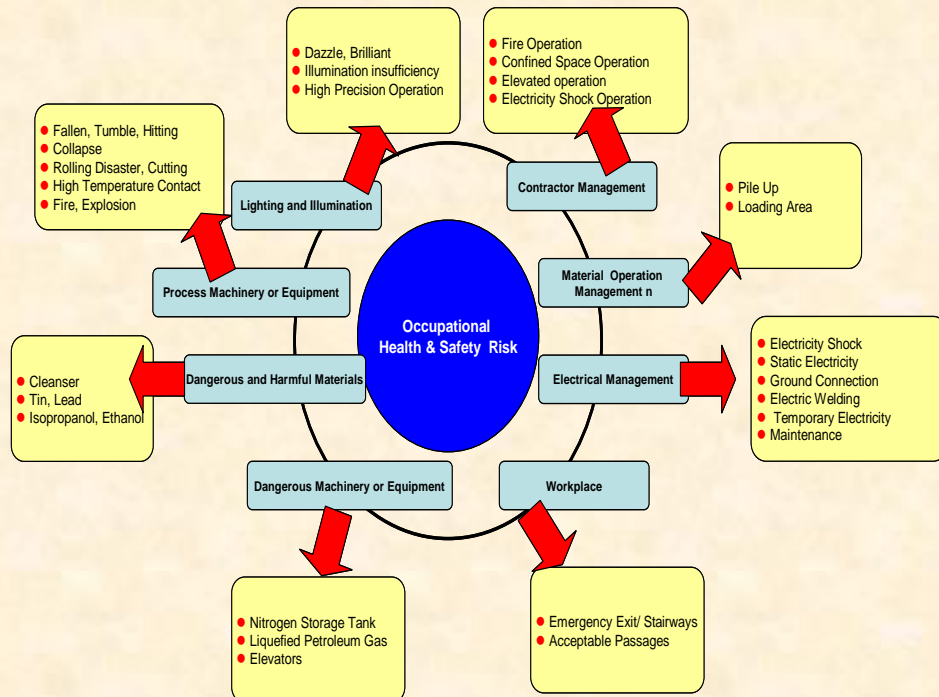 Dazzle, Brilliant
Illumination insufficiency
High Precision Operation
Fire Operation
Confined Space Operation
Elevated operation
Electricity Shock Operation
Fallen, Tumble, Hitting
Collapse
Rolling Disaster, Cutting
High Temperature Contact
Fire, Explosion
Lighting and Illumination
Contractor Management
Pile Up
Loading Area
Process Machinery or Equipment
Material Operation
Management n
Occupational
Health & Safety Risk
Cleanser
Tin, Lead
Isopropanol, Ethanol
Dangerous and Harmful Materials
Electrical Management
Electricity Shock
Static Electricity
Ground Connection
Electric Welding
Temporary Electricity
Maintenance
Dangerous Machinery or Equipment
Workplace
Nitrogen Storage Tank
Liquefied Petroleum Gas
Elevators
Emergency Exit/ Stairways
Acceptable Passages